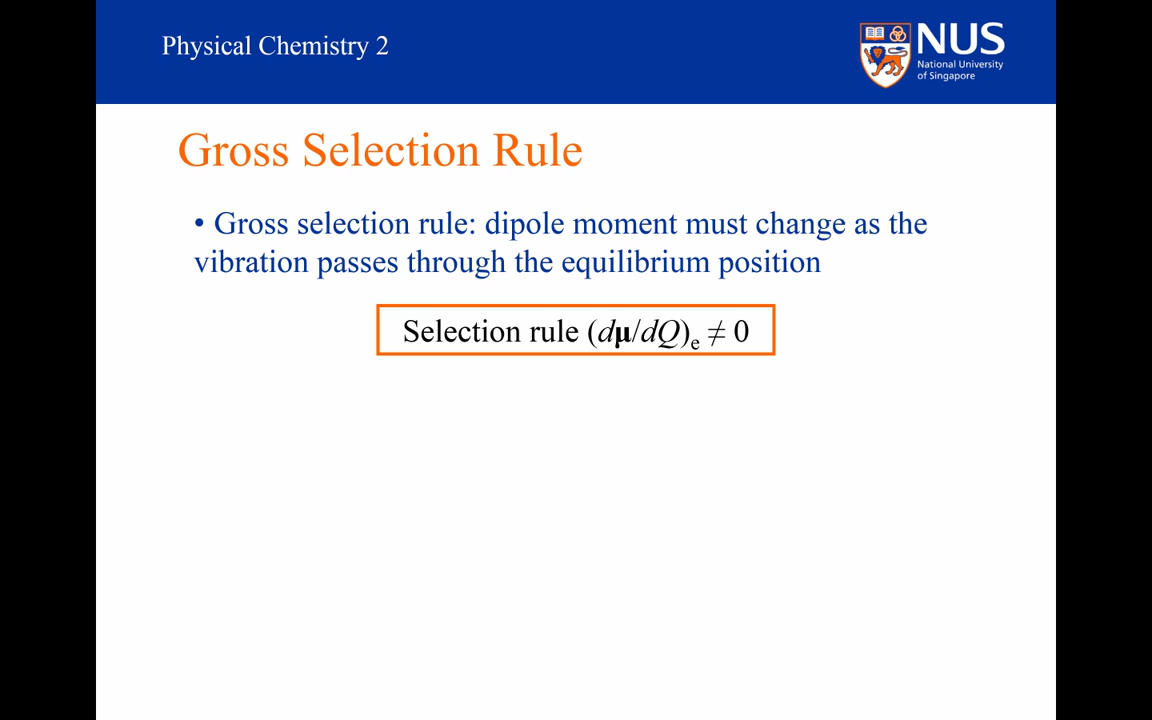 Physical Chemistry 2
NUS
National University
of Singapore
Gross Selection Rule
• Gross selection rule: dipole moment must change as the
vibration passes through the equilibrium position
Selection rule (dμ/dQ)e ≠ 0